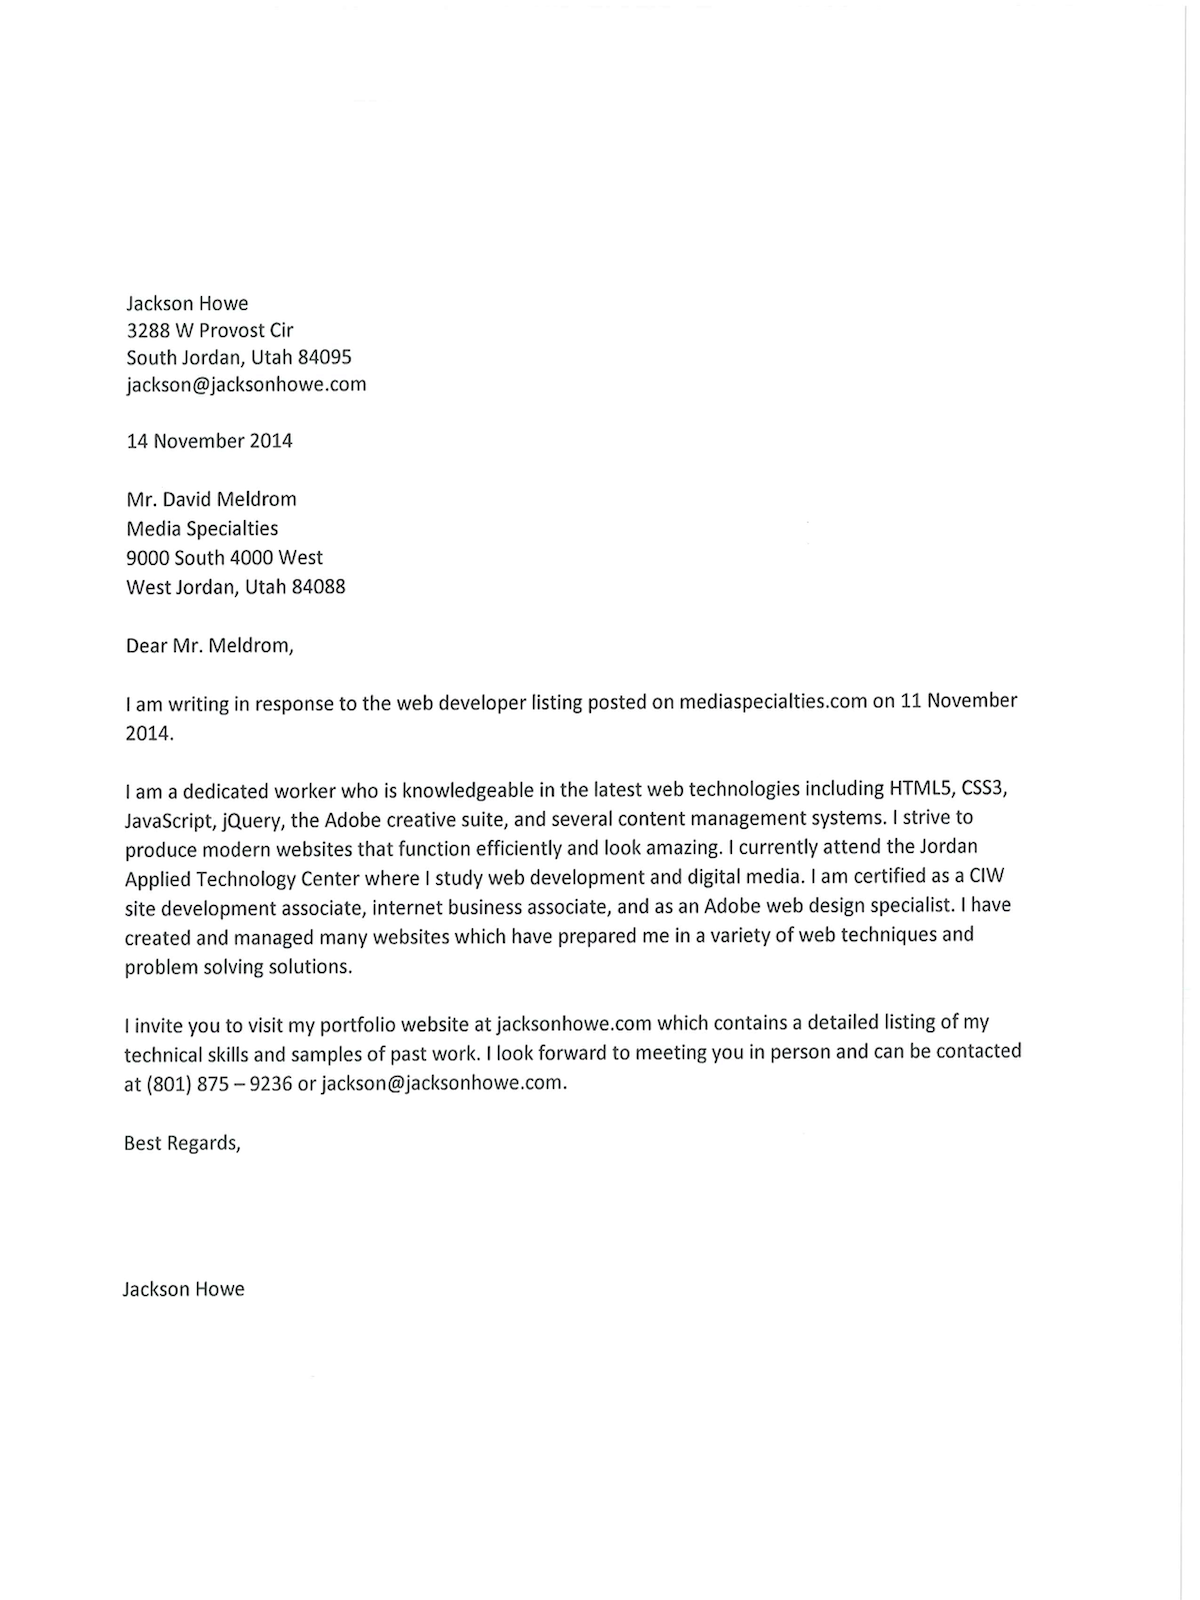 Jackson Howe
3288 W Provost Cir
South Jordan, Utah 84095
jackson@jacksonhowe.com
14 November 2014
Mr. David Meldrom
Media Specialties
9000 South 4000 West
West Jordan, Utah 84088
Dear Mr. Meldrom,
I am writing in response to the web developer listing posted on mediaspecialties.com on 11 November
2014.
I am a dedicated worker who is knowledgeable in the latest web technologies including HTML5, CSS3,
JavaScript, jQuery, the Adobe creative suite, and several content management systems. I strive to
produce modern websites that function efficiently and look amazing. I currently attend the Jordan
Applied Technology Center where I study web development and digital media. I am certified as a CIW
site development associate, internet business associate, and as an Adobe web design specialist. I have
created and managed many websites which have prepared me in a variety of web techniques and
problem solving solutions.
I invite you to visit my portfolio website at jacksonhowe.com which contains a detailed listing of my
technical skills and samples of past work. I look forward to meeting you in person and can be contacted
at (801) 875 – 9236 or jackson@jacksonhowe.com.
Best Regards,
Jackson Howe